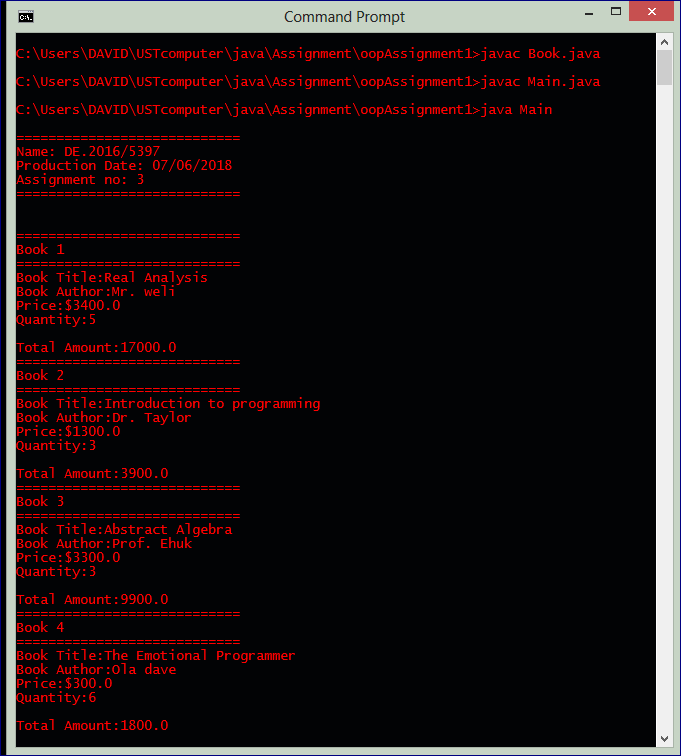 Command Prompt
C:\Users\DAVID\USTcomputer\java\Assignment\oopAssignment1>javac Book.java
C:\Users\DAVID\USTcomputer\java\Assignment\oopAssignment1>javac Main.java
C:\Users\DAVID\USTcomputer\java\Assignment\oopAssignment1>java Main
============================
Name: DE.2016/5397
Production Date: 07/06/2018
Assignment no: 3
============================
============================
Book 1
============================
Book Title:Real Analysis
Book Author:Mr. weli
Price:$3400.0
Quantity:5
Total Amount:17000.0
============================
Book 2
============================
Book Title:Introduction to programming
Book Author:Dr. Taylor
Price:$1300.0
Quantity:3
Total Amount:3900.0
============================
Book 3
============================
Book Title:Abstract Algebra
Book Author:Prof. Ehuk
Price:$3300.0
Quantity:3
Total Amount:9900.0
============================
Book 4
============================
Book Title:The Emotional Programmer
Book Author:Ola dave
Price:$300.0
Quantity:6
Total Amount:1800.0